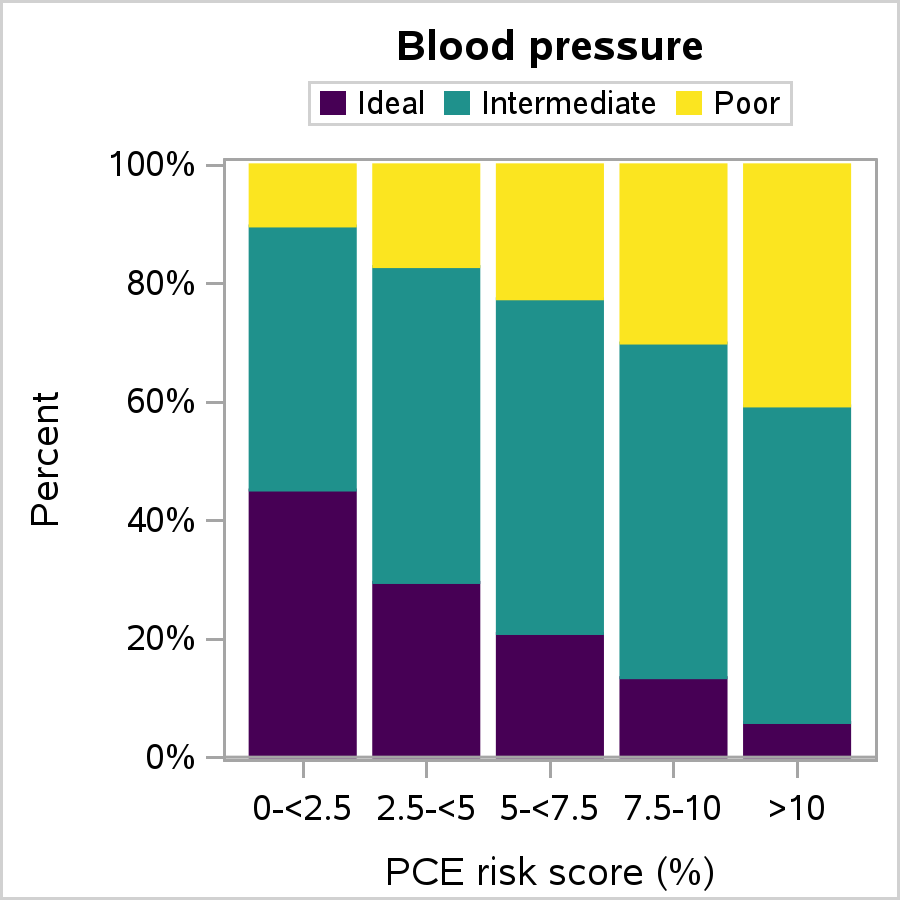 Blood pressure
Ideal Intermediate Poor
100%
80%
60%
40%
20%
0%
Percent
0-<2.5 2.5-<5 5-<7.5 7.5-10 >10
PCE risk score (%)